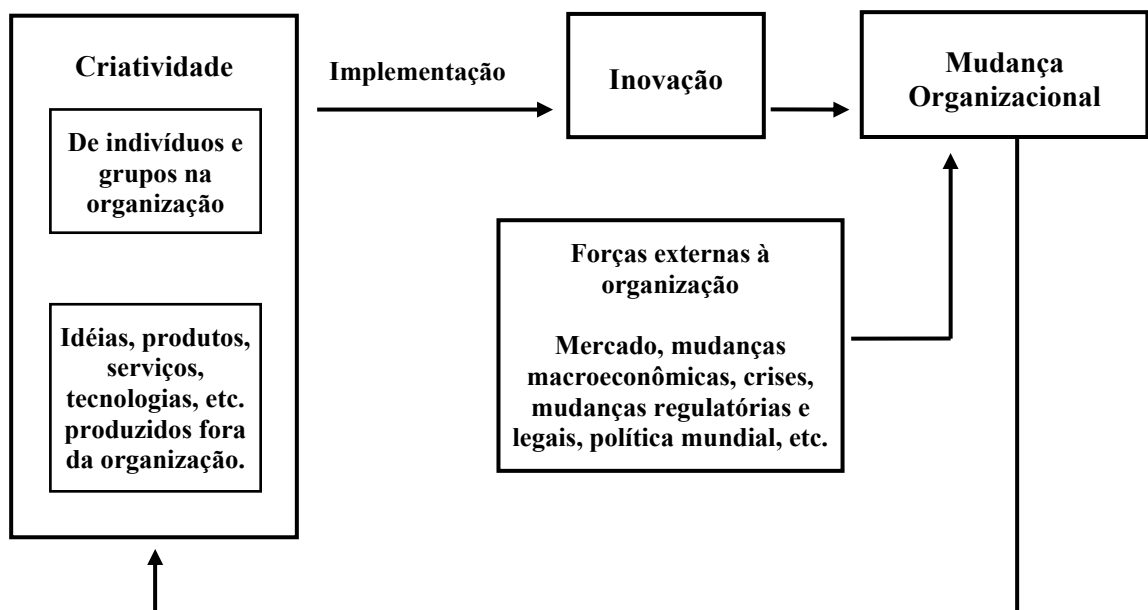 Criatividade
De indivíduos e
grupos na
organização
Idéias, produtos,
serviços,
tecnologias, etc.
produzidos fora
da organização.
Implementação
Inovação
Mudança
Organizacional
Forças externas à
organização
Mercado, mudanças
macroeconômicas, crises,
mudanças regulatórias e
legais, política mundial, etc.